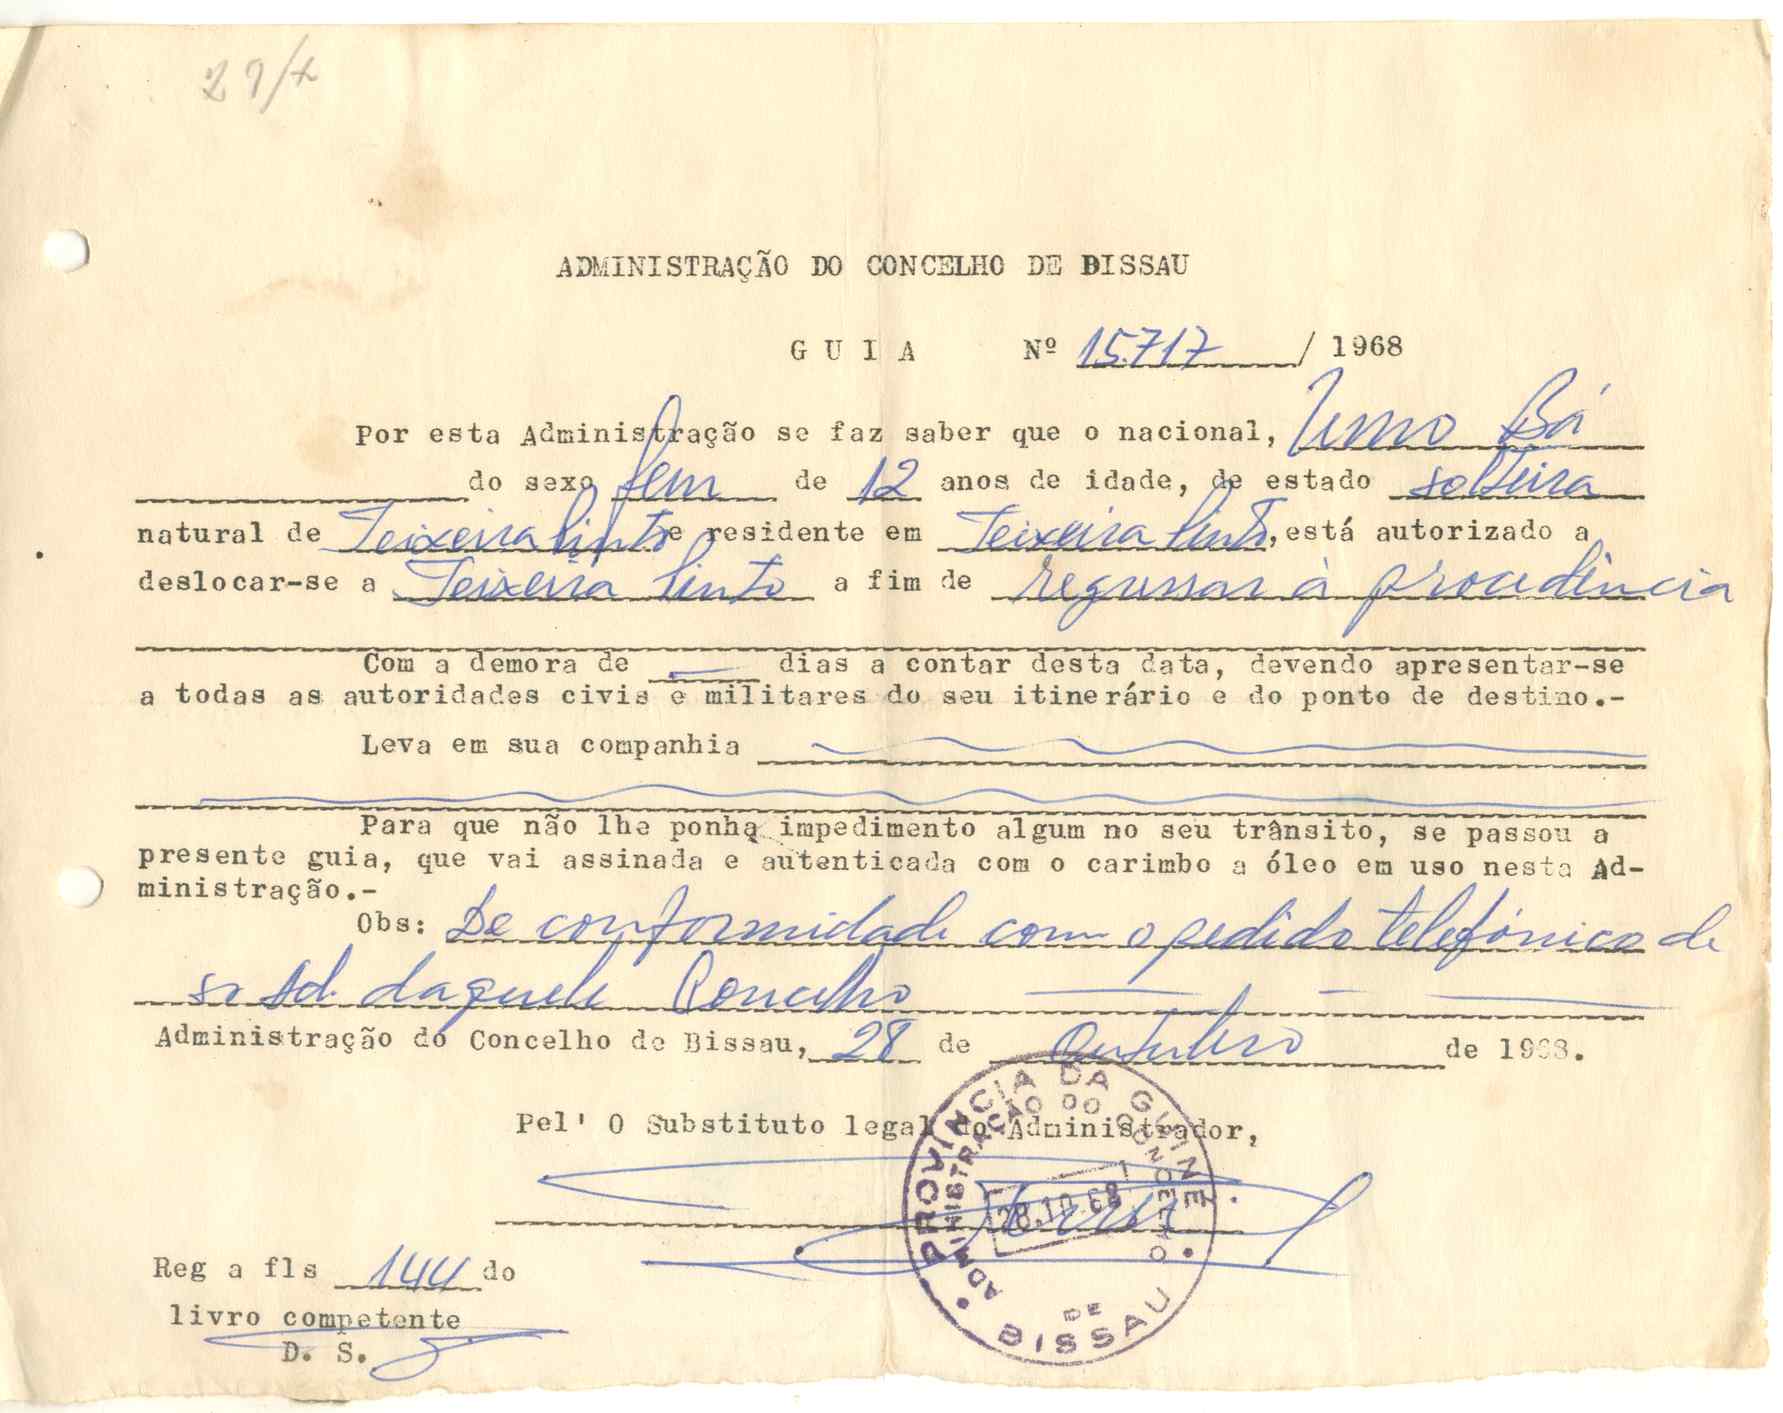 29/x
ADMINISTRAÇÃO DO CONCELHO DE BISSAU
G U I A Nº 15.717 / 1968
Por esta Administração se faz saber que o nacional, Umo Bá
do sexo fem de 12 anos de idade, de estado solteira
natural de Teixeira Pinto e residente em Teixeira Pinto, está autorizado a
deslocar-se a Teixeira Pinto a fim de regressar à procedência
Com a demora de dias a contar desta data, devendo apresentar-se
a todas as autoridades civis e militares do seu itinerário e do ponto de destino.-
Leva em sua companhia
Para que não lhe ponha impedimento algum no seu trânsito, se passou a
presente guia, que vai assinada e autenticada com o carimbo a óleo em uso nesta Ad-
ministração.-
Obs: De conformidade com o pedido telefónico de
sr Ad. daquele Concelho
Administração do Concelho de Bissau, 28 de Outubro de 1968.
Pel' O Substituto legal do Administrador,
PROVÍNCIA DA GUINÉ
ADMINISTRAÇÃO DO CONCELHO
28.10.68
DE
BISSAU
Reg a fls 144 do
livro competente
D. S.